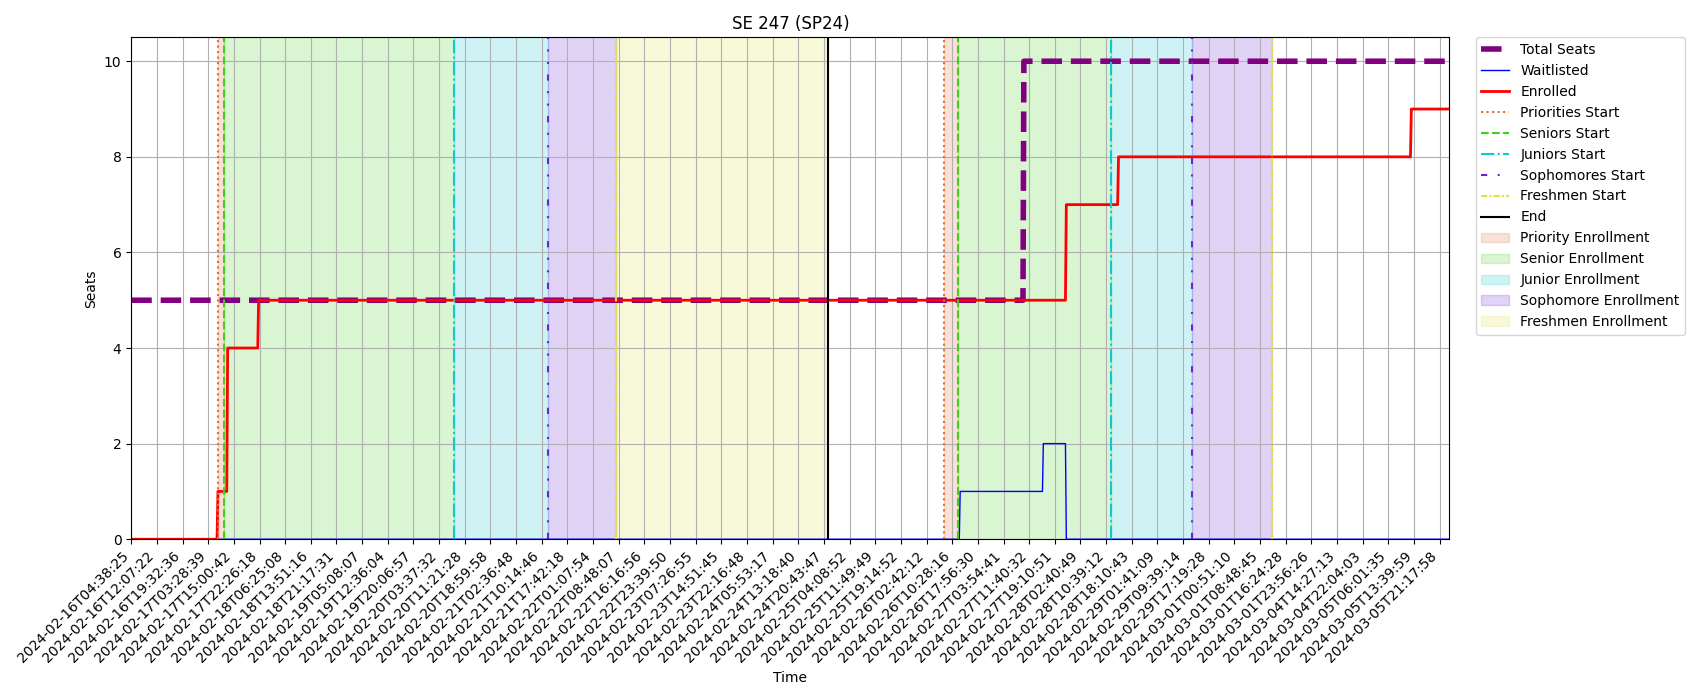 SE 247 (SP24)
Seats
10
8
6
4
2
0
2024-02-16T04:38:25
2024-02-16T12:07:22
2024-02-16T19:32:36
2024-02-17T03:28:39
2024-02-17T15:00:42
2024-02-17T22:26:18
2024-02-18T06:25:08
2024-02-18T13:51:16
2024-02-18T21:17:31
2024-02-19T05:08:07
2024-02-19T12:36:04
2024-02-19T20:06:57
2024-02-20T03:37:32
2024-02-20T11:21:28
2024-02-20T18:59:58
2024-02-21T02:36:48
2024-02-21T10:14:46
2024-02-21T17:42:18
2024-02-22T01:07:54
2024-02-22T08:48:07
2024-02-22T16:16:56
2024-02-22T23:39:50
2024-02-23T07:26:55
2024-02-23T14:51:45
2024-02-23T22:16:48
2024-02-24T05:53:17
2024-02-24T13:18:40
2024-02-24T20:43:47
2024-02-25T04:08:52
2024-02-25T11:49:49
2024-02-25T19:14:52
2024-02-26T02:42:12
2024-02-26T10:28:16
2024-02-26T17:56:30
2024-02-27T03:54:41
2024-02-27T11:40:32
2024-02-27T19:10:51
2024-02-28T02:40:49
2024-02-28T10:39:12
2024-02-28T18:10:43
2024-02-29T01:41:09
2024-02-29T09:39:14
2024-02-29T17:19:28
2024-03-01T00:51:10
2024-03-01T08:48:45
2024-03-01T16:24:28
2024-03-01T23:56:26
2024-03-04T14:27:13
2024-03-04T22:04:03
2024-03-05T06:01:35
2024-03-05T13:39:59
2024-03-05T21:17:58
Time
Total Seats
Waitlisted
Enrolled
Priorities Start
Seniors Start
Juniors Start
Sophomores Start
Freshmen Start
End
Priority Enrollment
Senior Enrollment
Junior Enrollment
Sophomore Enrollment
Freshmen Enrollment